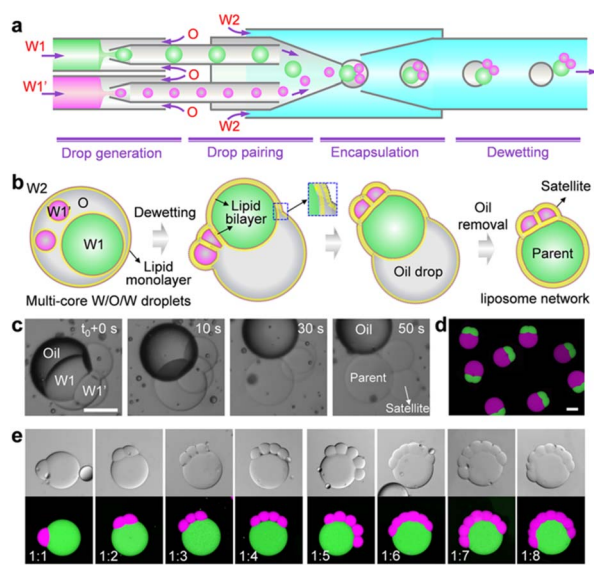 a
W2
W1
O
O
W1'
O
W2
Drop generation
Drop pairing
Encapsulation
Dewetting
b
W2
O
W1'
W1
Dewetting
Lipid
monolayer
Multi-core W/O/W droplets
Lipid
bilayer
Oil drop
Oil
removal
Satellite
Parent
liposome network
c
t₀+0 s
Oil
W1
W1'
10 s
30 s
50 s
Oil
Parent
Satellite
d
e
1:1
1:2
1:3
1:4
1:5
1:6
1:7
1:8